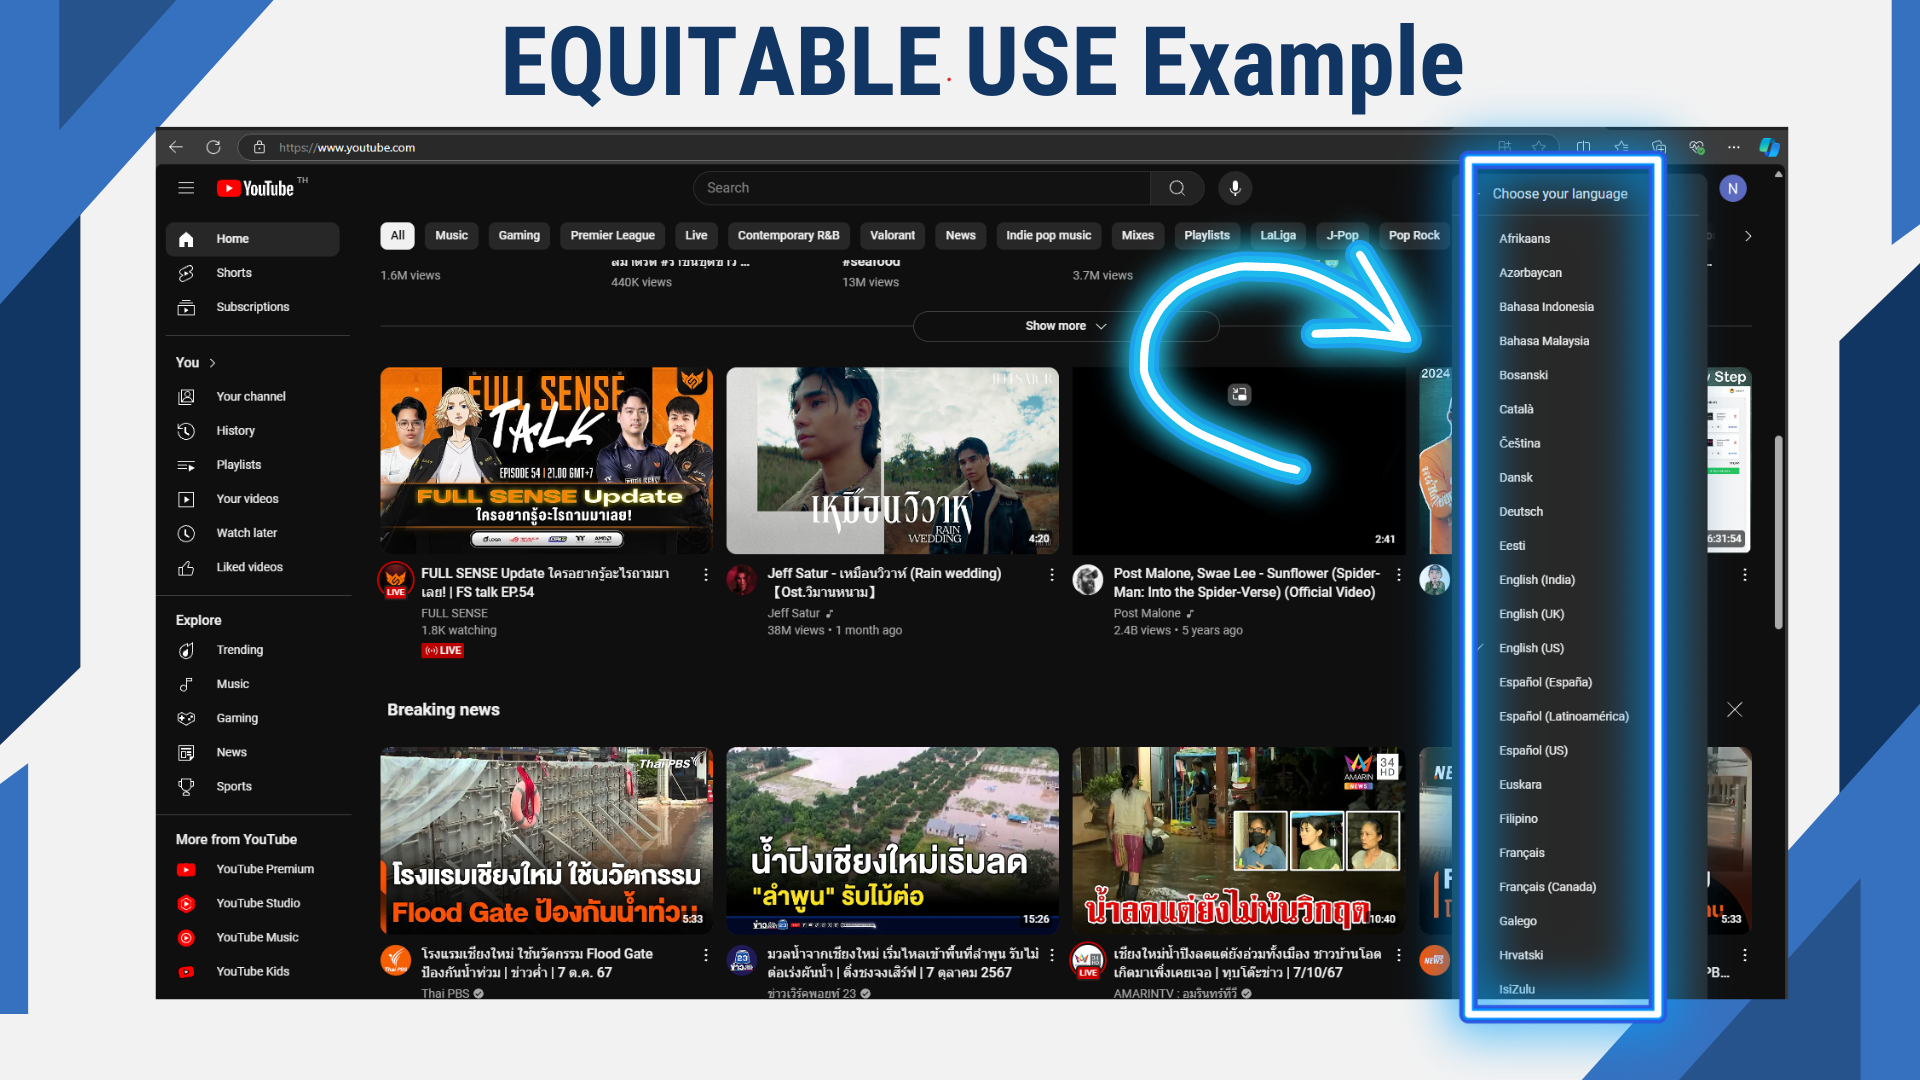 EQUITABLE USE Example
https://www.youtube.com
YouTube TH
Search
Choose your language
N
Home
Shorts
Subscriptions
You
Your channel
History
Playlists
Your videos
Watch later
Liked videos
Explore
Trending
Music
Gaming
News
Sports
More from YouTube
YouTube Premium
YouTube Studio
YouTube Music
YouTube Kids
All
Music
Gaming
Premier League
Live
Contemporary R&B
Valorant
News
Indie pop music
Mixes
Playlists
LaLiga
J-Pop
Pop Rock
1.6M views
440K views
#seafood
13M views
3.7M views
Show more
FULL SENSE
TALK
EPISODE 54 | 21.00 GMT+7
FULL SENSE Update
ใครอยากรู้อะไรถามมาเลย!
FULL SENSE Update ใครอยากรู้อะไรถามมา
เลย! | FS talk EP.54
FULL SENSE
1.8K watching
LIVE
LIVE
เหมือนวิวาห์
RAIN
WEDDING
4:20
Jeff Satur - เหมือนวิวาห์ (Rain wedding)
【Ost.วิมานหนาม】
Jeff Satur
38M views • 1 month ago
2:41
Post Malone, Swae Lee - Sunflower (Spider-
Man: Into the Spider-Verse) (Official Video)
Post Malone
2.4B views • 5 years ago
2024
Step
6:31:54
Breaking news
Thai PBS
โรงแรมเชียงใหม่ ใช้นวัตกรรม
Flood Gate ป้องกันน้ำท่วม
5:33
โรงแรมเชียงใหม่ ใช้นวัตกรรม Flood Gate
ป้องกันน้ำท่วม | ข่าวค่ำ | 7 ต.ค. 67
Thai PBS
น้ำปิงเชียงใหม่เริ่มลด
"ลำพูน" รับไม้ต่อ
15:26
มวลน้ำจากเชียงใหม่ เริ่มไหลเข้าพื้นที่ลำพูน รับไม้
ต่อเร่งดันน้ำ | ตึ่งชงจงเสิร์ฟ | 7 ตุลาคม 2567
ข่าวเวิร์คพอยท์ 23
AMARIN
NEWS
34
HD
น้ำลดแต่ยังไม่พ้นวิกฤต
10:40
LIVE
เชียงใหม่น้ำปิงลดแต่ยังอ่วมทั้งเมือง ชาวบ้านโอด
เกิดมาเพิ่งเคยเจอ | ทุบโต๊ะข่าว | 7/10/67
AMARINTV : อมรินทร์ทีวี
NEWS
5:33
PB...
Afrikaans
Azərbaycan
Bahasa Indonesia
Bahasa Malaysia
Bosanski
Català
Čeština
Dansk
Deutsch
Eesti
English (India)
English (UK)
English (US)
Español (España)
Español (Latinoamérica)
Español (US)
Euskara
Filipino
Français
Français (Canada)
Galego
Hrvatski
IsiZulu